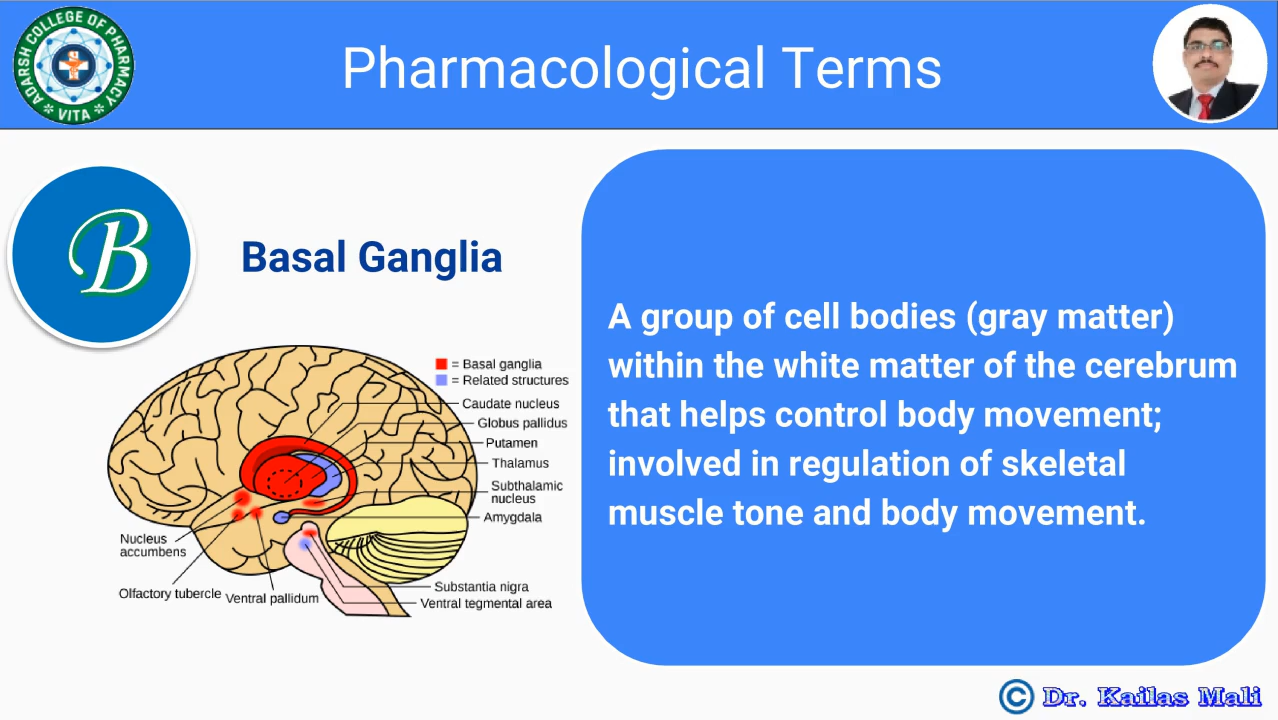 ADARSH COLLEGE OF PHARMACY
VITA
Pharmacological Terms
B
Basal Ganglia
= Basal ganglia
= Related structures
Caudate nucleus
Globus pallidus
Putamen
Thalamus
Subthalamic
nucleus
Amygdala
Nucleus
accumbens
Olfactory tubercle
Ventral pallidum
Substantia nigra
Ventral tegmental area
A group of cell bodies (gray matter)
within the white matter of the cerebrum
that helps control body movement;
involved in regulation of skeletal
muscle tone and body movement.
© Dr. Kailas Mali